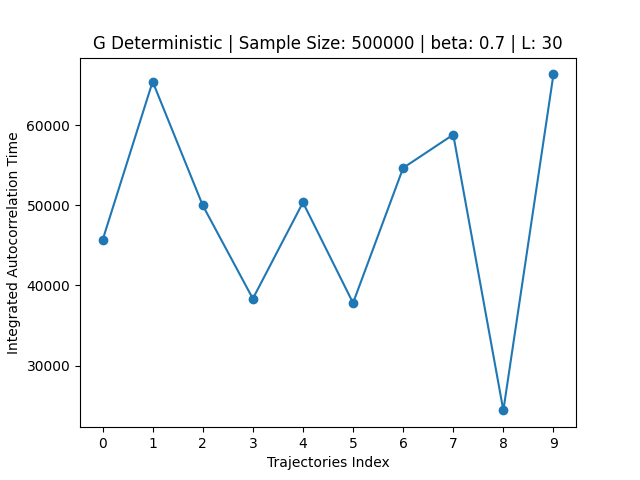 G Deterministic | Sample Size: 500000 | beta: 0.7 | L: 30
Integrated Autocorrelation Time
60000
50000
40000
30000
0 1 2 3 4 5 6 7 8 9
Trajectories Index